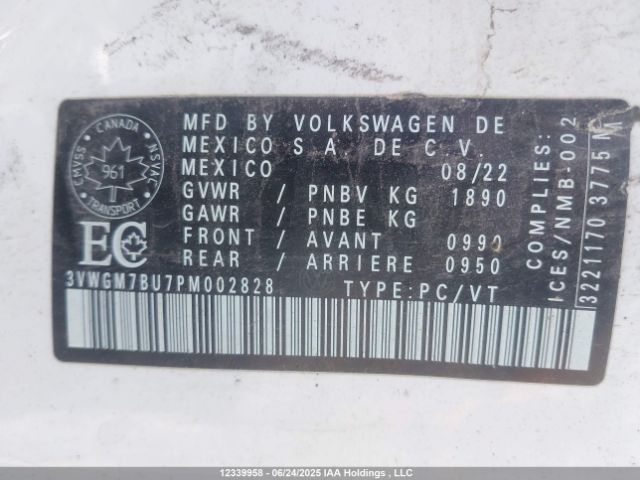 CANADA
CMVSS
NSVAC
961
TRANSPORT
EC
MFD BY VOLKSWAGEN DE
MEXICO S.A. DE C.V.
MEXICO 08/22
GVWR / PNBV KG 1890
GAWR / PNBE KG
FRONT / AVANT 0990
REAR / ARRIERE 0950
3VWGM7BU7PM002828 TYPE:PC/VT
COMPLIES:
ICES/NMB-002
3221170 3775 M
12339958 - 06/24/2025 IAA Holdings , LLC